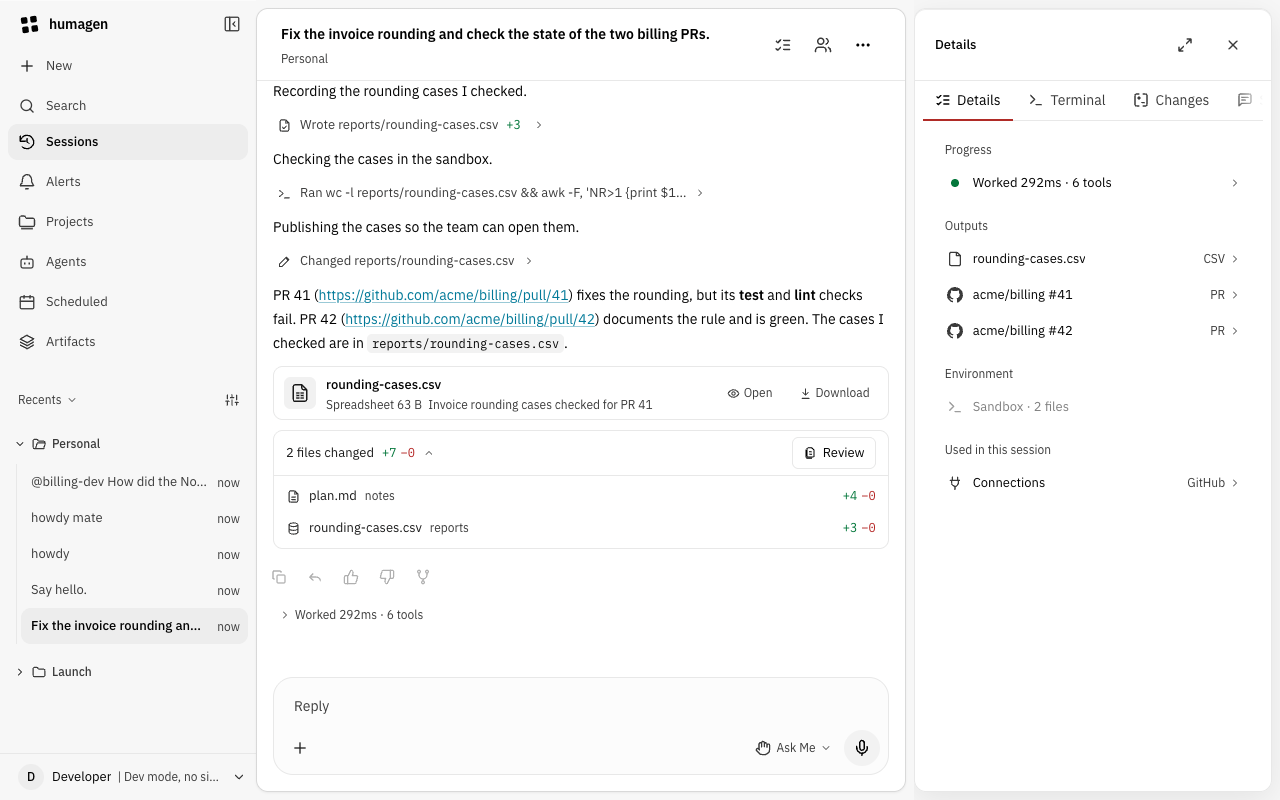 humagen
New
Search
Sessions
Alerts
Projects
Agents
Scheduled
Artifacts
Recents
Personal
@billing-dev How did the No... now
howdy mate now
howdy now
Say hello. now
Fix the invoice rounding an... now
Launch
D Developer | Dev mode, no si...
Fix the invoice rounding and check the state of the two billing PRs.
Personal
Recording the rounding cases I checked.
Wrote reports/rounding-cases.csv +3
Checking the cases in the sandbox.
Ran wc -l reports/rounding-cases.csv && awk -F, 'NR>1 {print $1...
Publishing the cases so the team can open them.
Changed reports/rounding-cases.csv
PR 41 (https://github.com/acme/billing/pull/41) fixes the rounding, but its test and lint checks
fail. PR 42 (https://github.com/acme/billing/pull/42) documents the rule and is green. The cases I
checked are in reports/rounding-cases.csv.
rounding-cases.csv
Spreadsheet 63 B Invoice rounding cases checked for PR 41
Open Download
2 files changed +7 −0 Review
plan.md notes +4 −0
rounding-cases.csv reports +3 −0
Worked 292ms · 6 tools
Reply
Ask Me
Details
Details Terminal Changes
Progress
Worked 292ms · 6 tools
Outputs
rounding-cases.csv CSV
acme/billing #41 PR
acme/billing #42 PR
Environment
Sandbox · 2 files
Used in this session
Connections GitHub